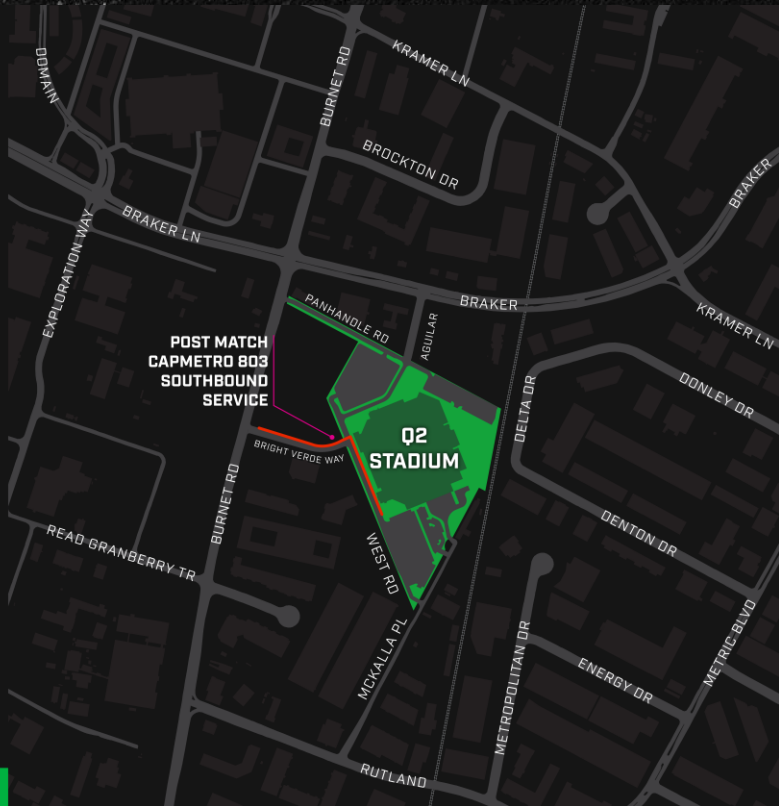 DOMAIN
BURNET RD
KRAMER LN
BROCKTON DR
BRAKER
BRAKER LN
EXPLORATION WAY
PANHANDLE RD
BRAKER
AGUILAR
KRAMER LN
POST MATCH
CAPMETRO 803
SOUTHBOUND
SERVICE
DONLEY DR
DELTA DR
Q2
STADIUM
BRIGHT VERDE WAY
BURNET RD
DENTON DR
READ GRANBERRY TR
WEST RD
METRIC BLVD
MCKALLA PL
METROPOLITAN DR
ENERGY DR
RUTLAND